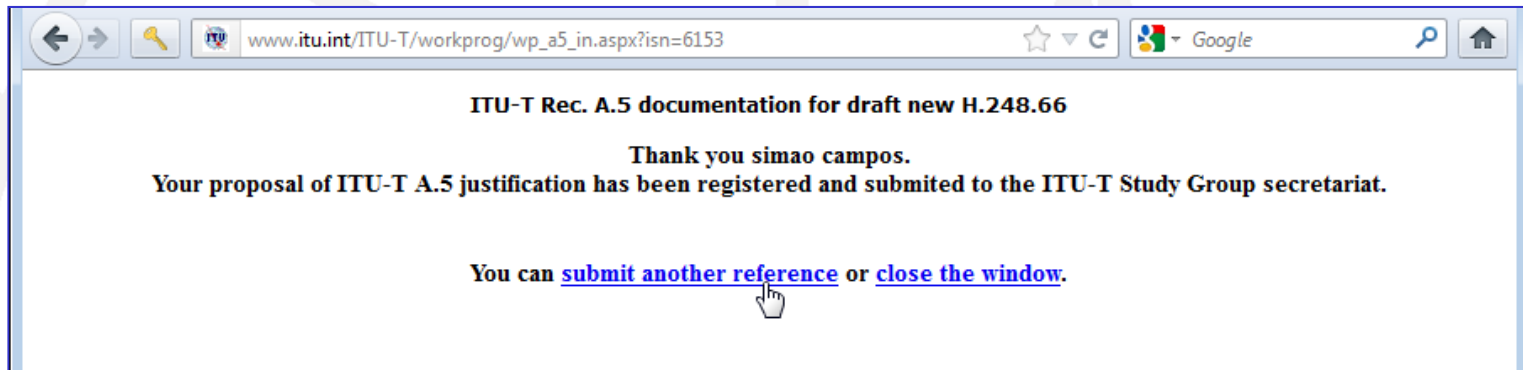 www.itu.int/ITU-T/workprog/wp_a5_in.aspx?isn=6153 Google
ITU-T Rec. A.5 documentation for draft new H.248.66
Thank you simao campos.
Your proposal of ITU-T A.5 justification has been registered and submited to the ITU-T Study Group secretariat.
You can submit another reference or close the window.